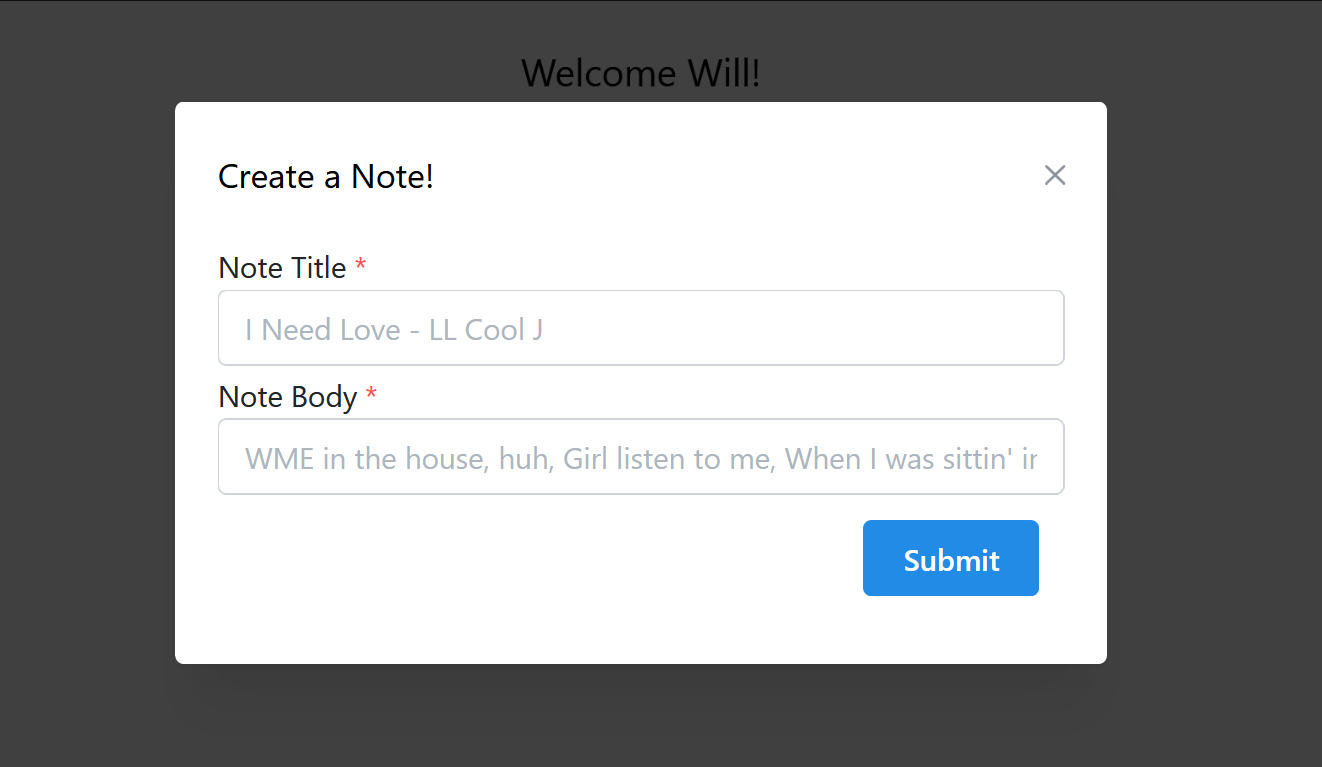 Welcome Will!
Create a Note!
Note Title *
I Need Love - LL Cool J
Note Body *
WME in the house, huh, Girl listen to me, When I was sittin' in
Submit